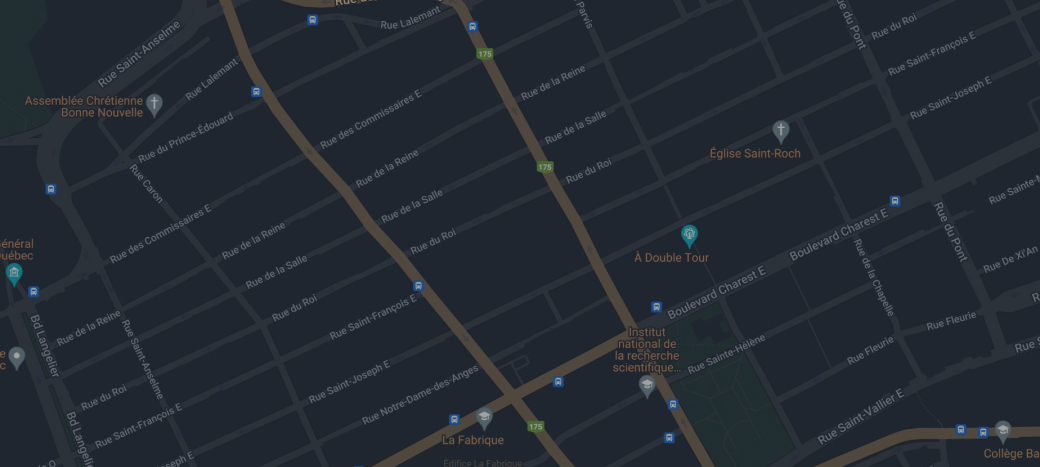 Rue Lalemant
Parvis
Rue du Pont
Rue du Roi
Rue Saint-François E
Rue Saint-Joseph E
Rue Saint-Anselme
175
Rue Lalemant
Rue de la Reine
Assemblée Chrétienne
Bonne Nouvelle
Rue du Prince-Édouard
Rue des Commissaires E
Rue de la Salle
Église Saint-Roch
175
Rue du Roi
Rue de la Reine
Rue Caron
Rue de la Salle
Rue des Commissaires E
Rue de la Reine
Rue du Roi
Rue du Pont
Boulevard Charest E
À Double Tour
énéral
Québec
Rue de la Salle
Rue De Xi'An
Rue de la Chapelle
Boulevard Charest E
Rue du Roi
Rue Saint-François E
Rue de la Reine
Bd Langelier
Rue Saint-Anselme
Rue Fleurie
Institut
national de
la recherche
scientifique...
Rue Sainte-Hélène
Rue Fleurie
Rue Saint-Joseph E
Rue Notre-Dame-des-Anges
Rue du Roi
Rue Saint-François E
Rue Saint-Vallier E
Bd Langelier
175
La Fabrique
Édifice La Fabrique
Collège Ba